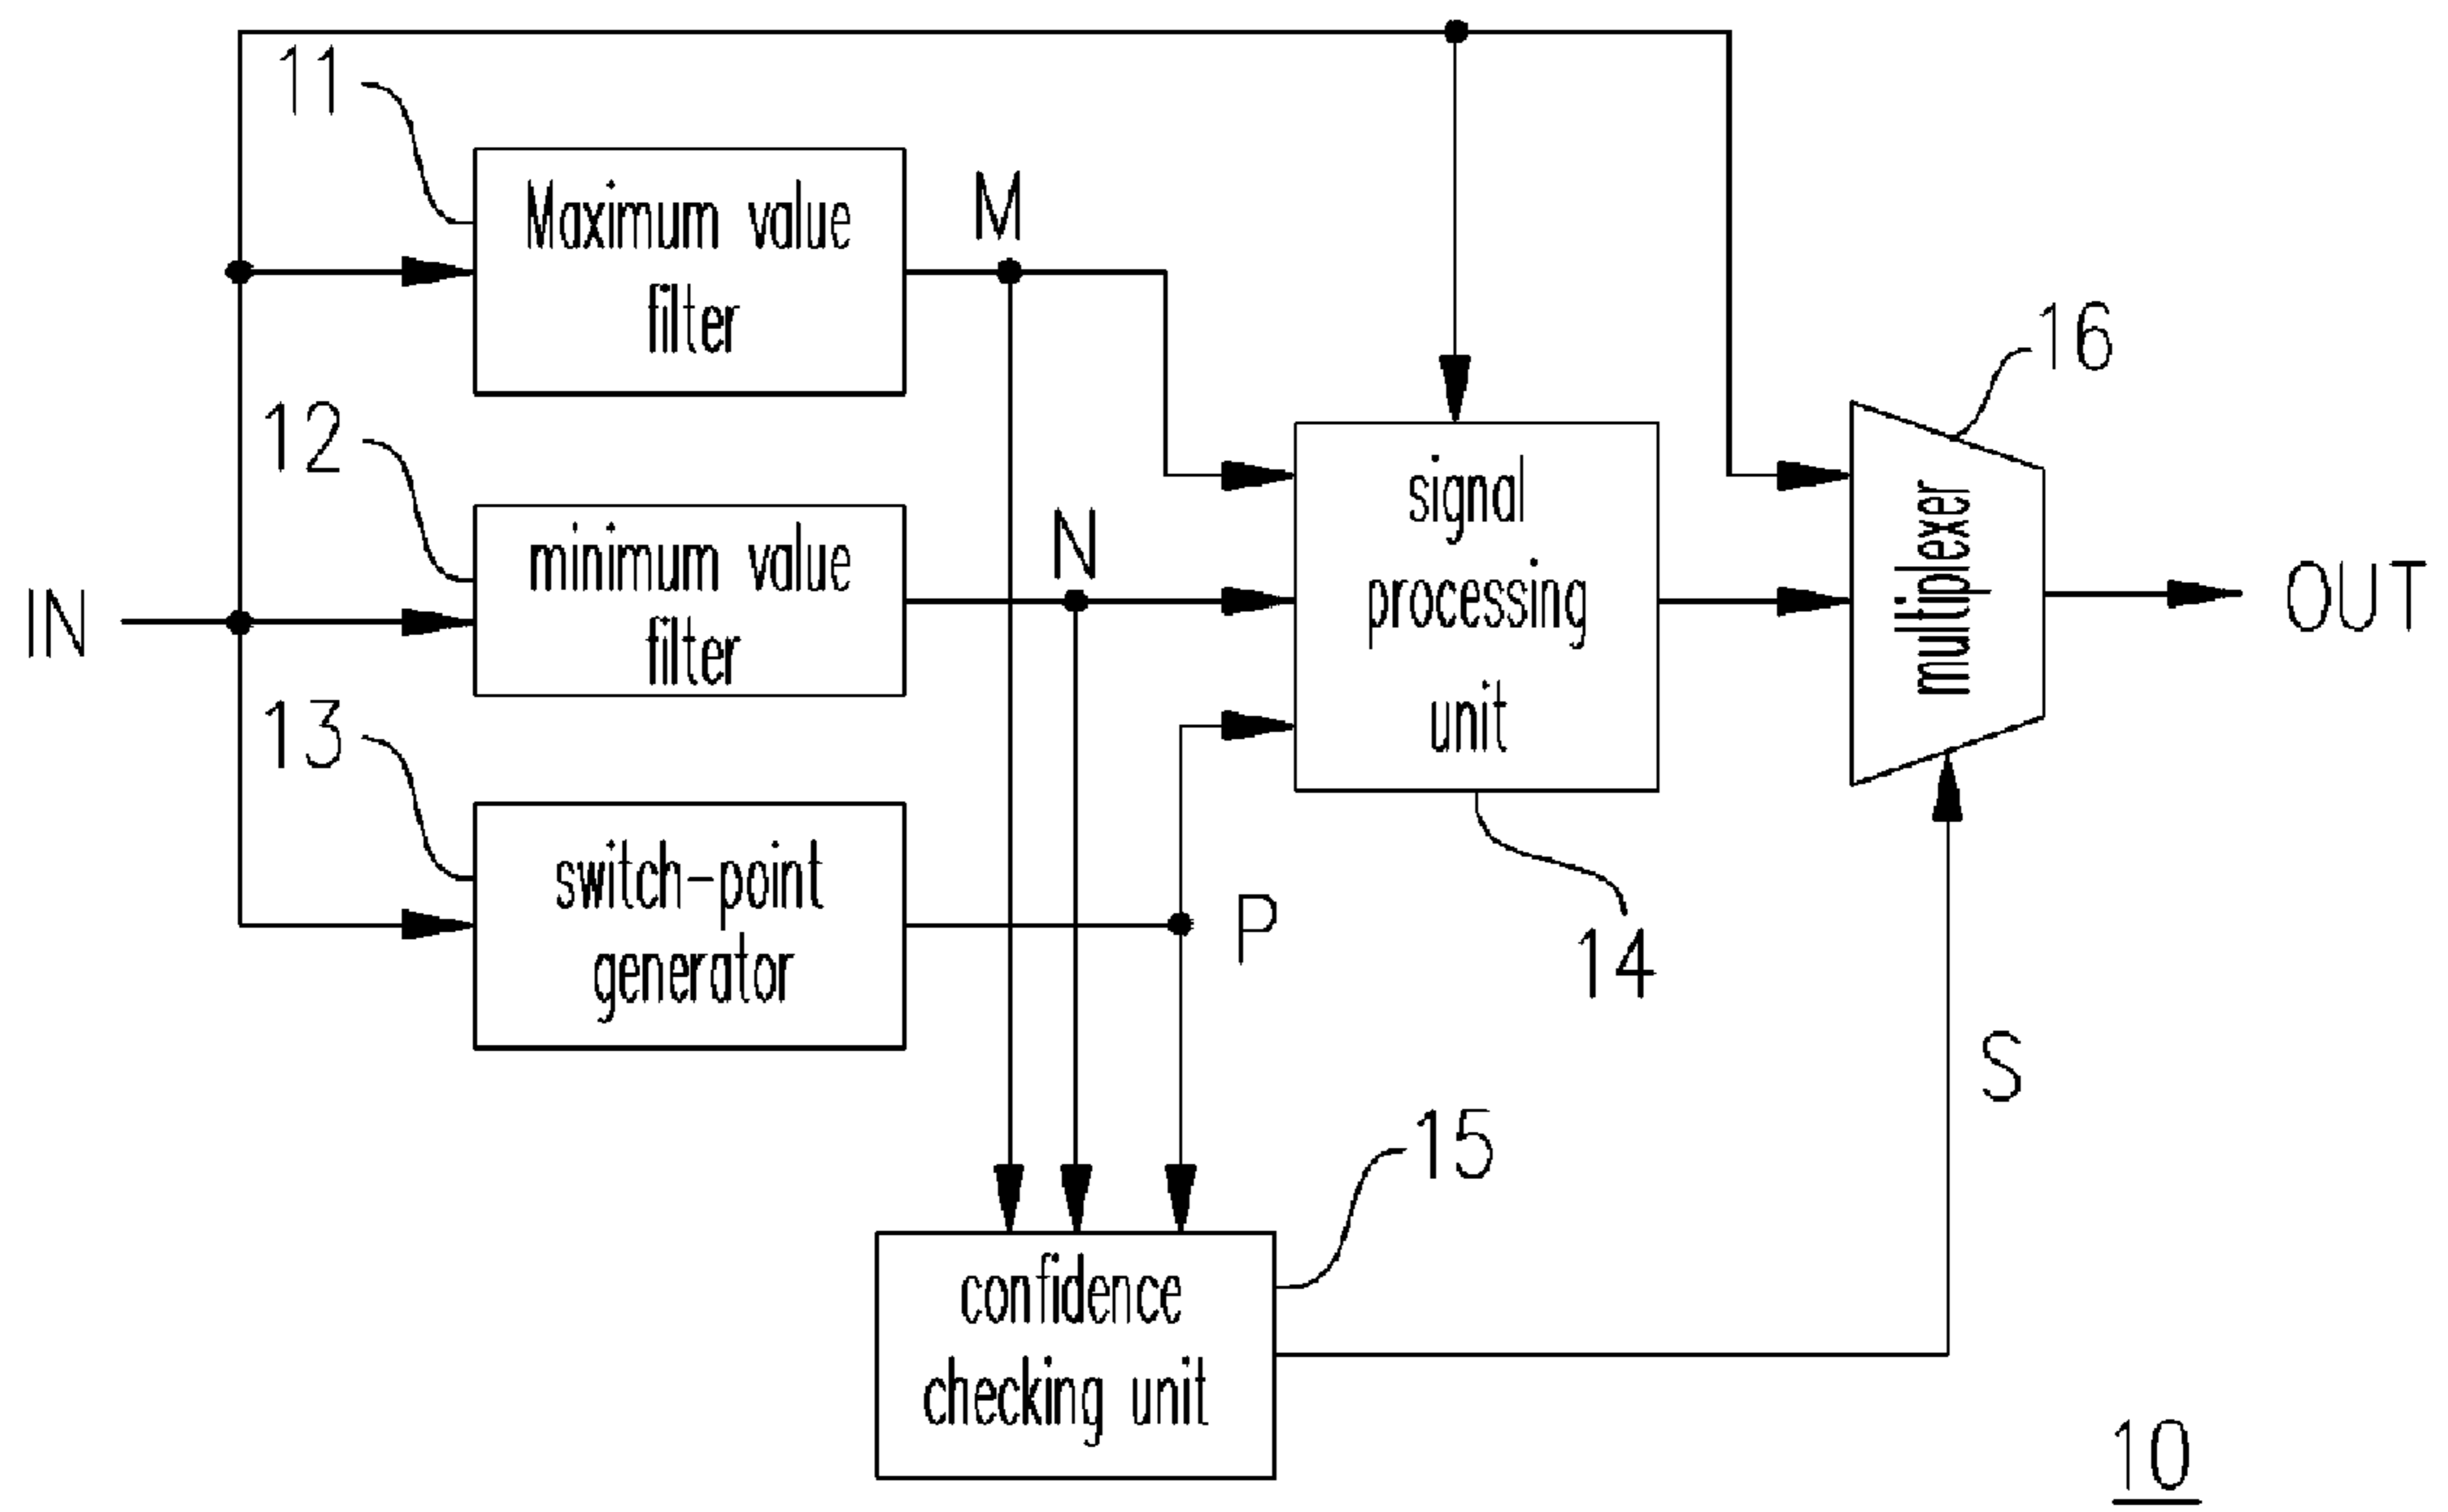 11
Maximum value
filter
M
12
minimum value
filter
N
IN
13
switch-point
generator
P
signal
processing
unit
14
16
multiplexer
OUT
S
15
confidence
checking unit
10